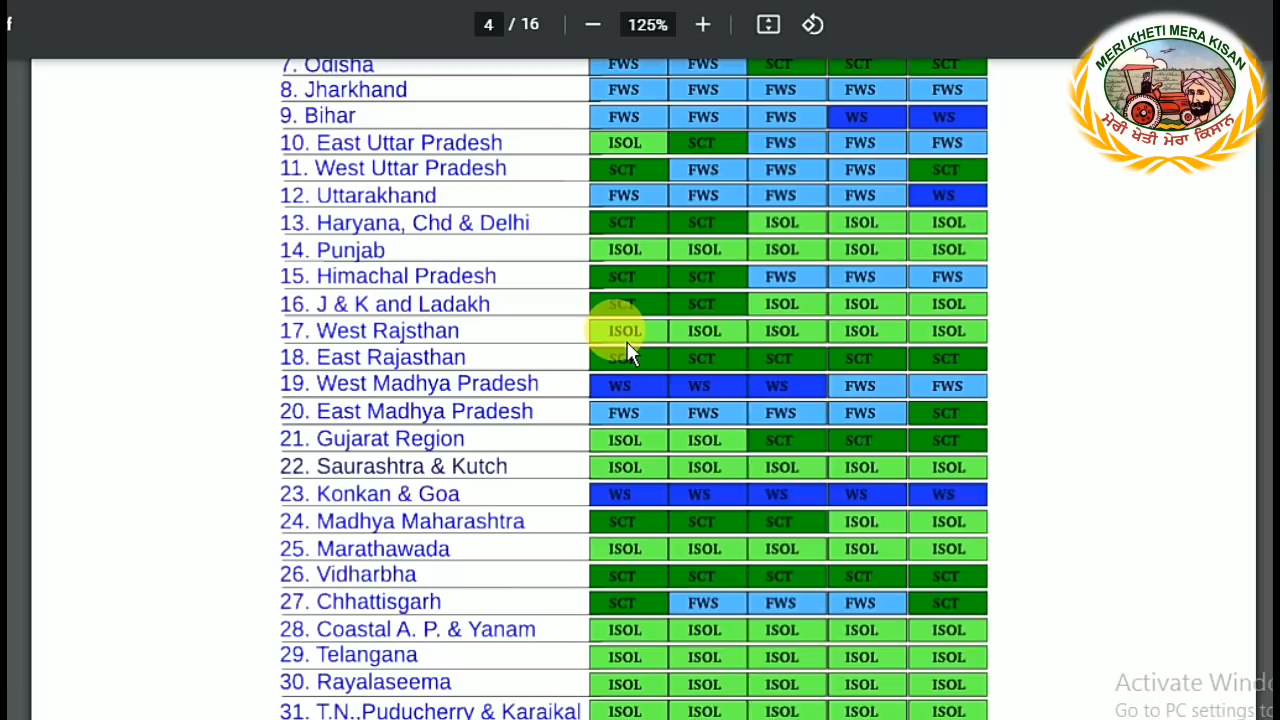 f
4 / 16 125%
7. Odisha FWS FWS SCT SCT SCT
8. Jharkhand FWS FWS FWS FWS FWS
9. Bihar FWS FWS FWS WS WS
10. East Uttar Pradesh ISOL SCT FWS FWS FWS
11. West Uttar Pradesh SCT FWS FWS FWS SCT
12. Uttarakhand FWS FWS FWS FWS WS
13. Haryana, Chd & Delhi SCT SCT ISOL ISOL ISOL
14. Punjab ISOL ISOL ISOL ISOL ISOL
15. Himachal Pradesh SCT SCT FWS FWS FWS
16. J & K and Ladakh SCT SCT ISOL ISOL ISOL
17. West Rajsthan ISOL ISOL ISOL ISOL ISOL
18. East Rajasthan SCT SCT SCT SCT SCT
19. West Madhya Pradesh WS WS WS FWS FWS
20. East Madhya Pradesh FWS FWS FWS FWS SCT
21. Gujarat Region ISOL ISOL SCT SCT SCT
22. Saurashtra & Kutch ISOL ISOL ISOL ISOL ISOL
23. Konkan & Goa WS WS WS WS WS
24. Madhya Maharashtra SCT SCT SCT ISOL ISOL
25. Marathawada ISOL ISOL ISOL ISOL ISOL
26. Vidharbha SCT SCT SCT SCT SCT
27. Chhattisgarh SCT FWS FWS FWS SCT
28. Coastal A. P. & Yanam ISOL ISOL ISOL ISOL ISOL
29. Telangana ISOL ISOL ISOL ISOL ISOL
30. Rayalaseema ISOL ISOL ISOL ISOL ISOL
31. T.N.,Puducherry & Karaikal ISOL ISOL ISOL ISOL ISOL
MERI KHETI MERA KISAN
ਮੇਰੀ ਖੇਤੀ ਮੇਰਾ ਕਿਸਾਨ
Activate
Go to PC settings